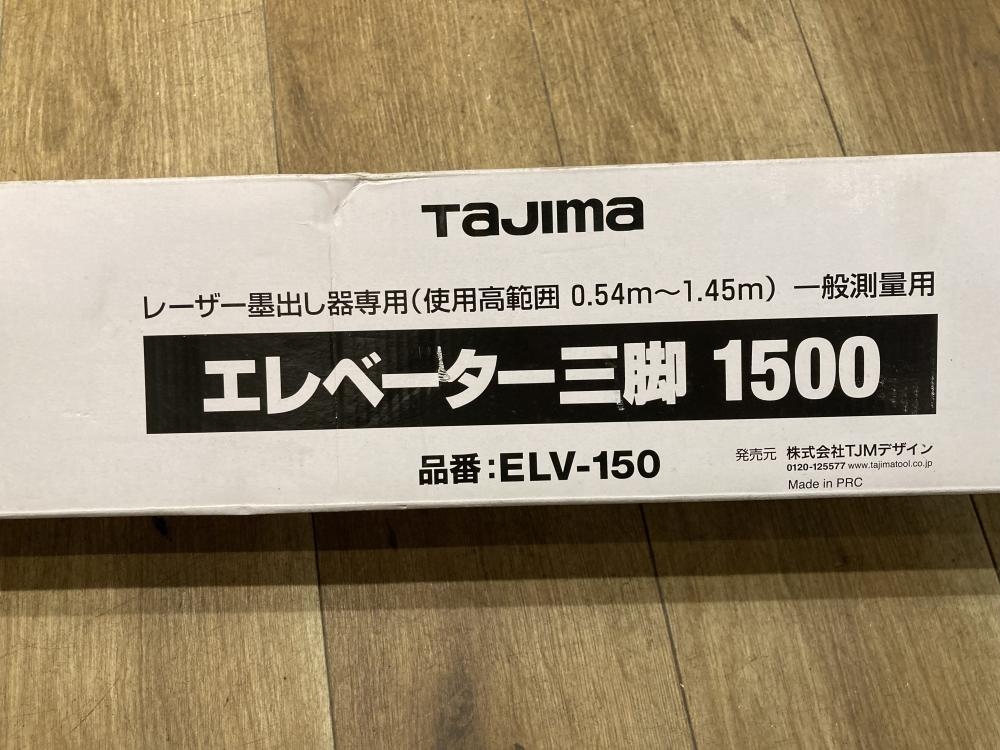 TaJIma
レーザー墨出し器専用(使用高範囲 0.54m～1.45m) 一般測量用
エレベーター三脚 1500
品番:ELV-150
発売元 株式会社TJMデザイン
0120-125577 www.tajimatool.co.jp
Made in PRC